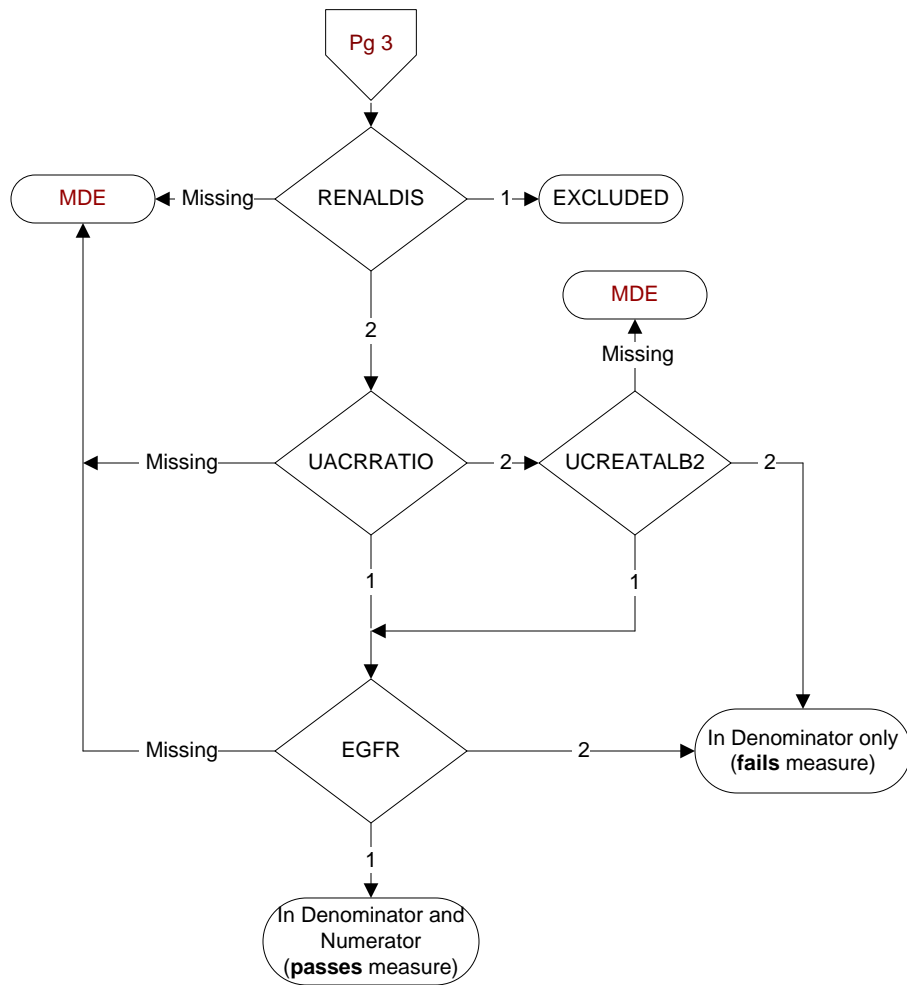 Pg 3
MDE
Missing
RENALDIS
1
EXCLUDED
2
MDE
Missing
Missing
UACRRATIO
2
UCREATALB2
2
1
1
Missing
EGFR
2
In Denominator only
(fails measure)
1
In Denominator and
Numerator
(passes measure)